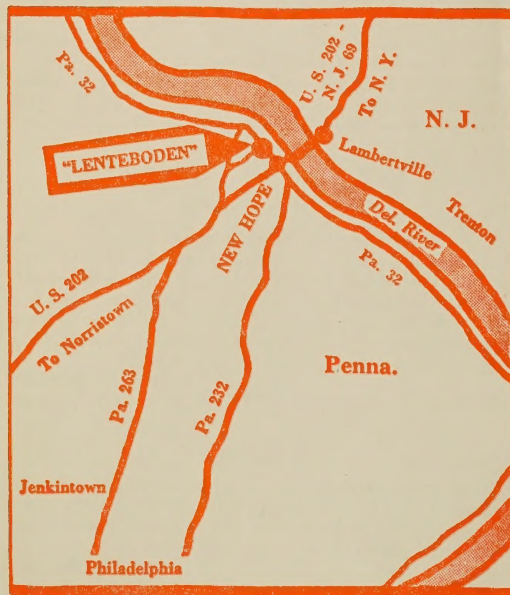 Pa. 32
U. S. 202 -
N. J. 69
To N. Y.
N. J.
"LENTEBODEN"
Lambertville
NEW HOPE
Del. River
Trenton
Pa. 32
U. S. 202
To Norristown
Pa. 263
Pa. 232
Penna.
Jenkintown
Philadelphia